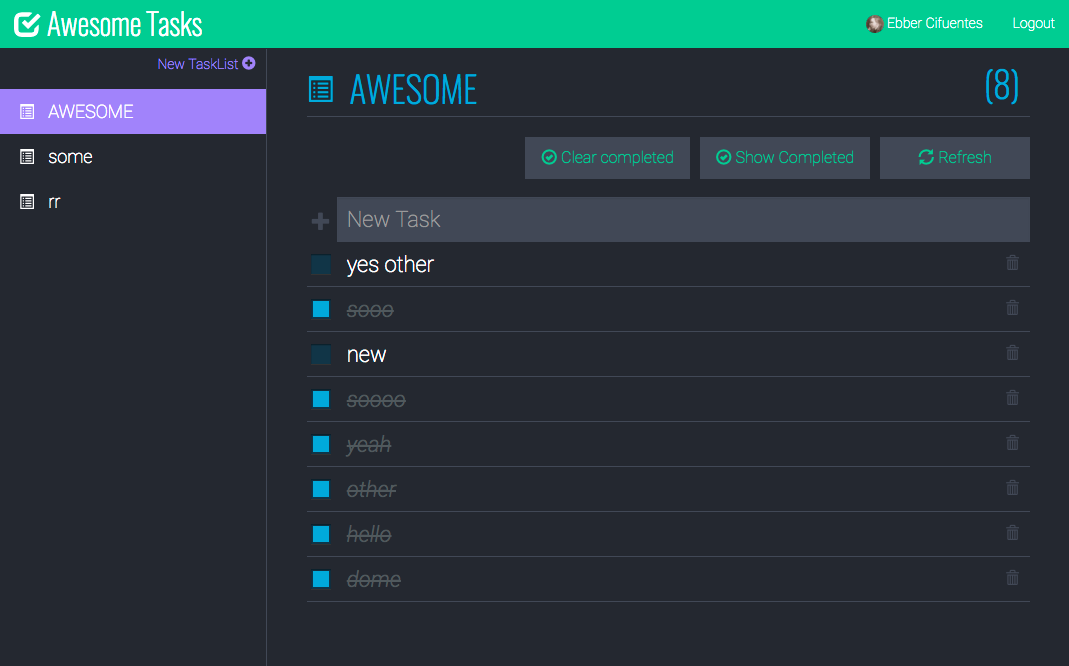 Awesome Tasks
Ebber Cifuentes
Logout
New TaskList
AWESOME
some
rr
AWESOME
(8)
Clear completed
Show Completed
Refresh
New Task
yes other
sooo
new
soooo
yeah
other
hello
dome